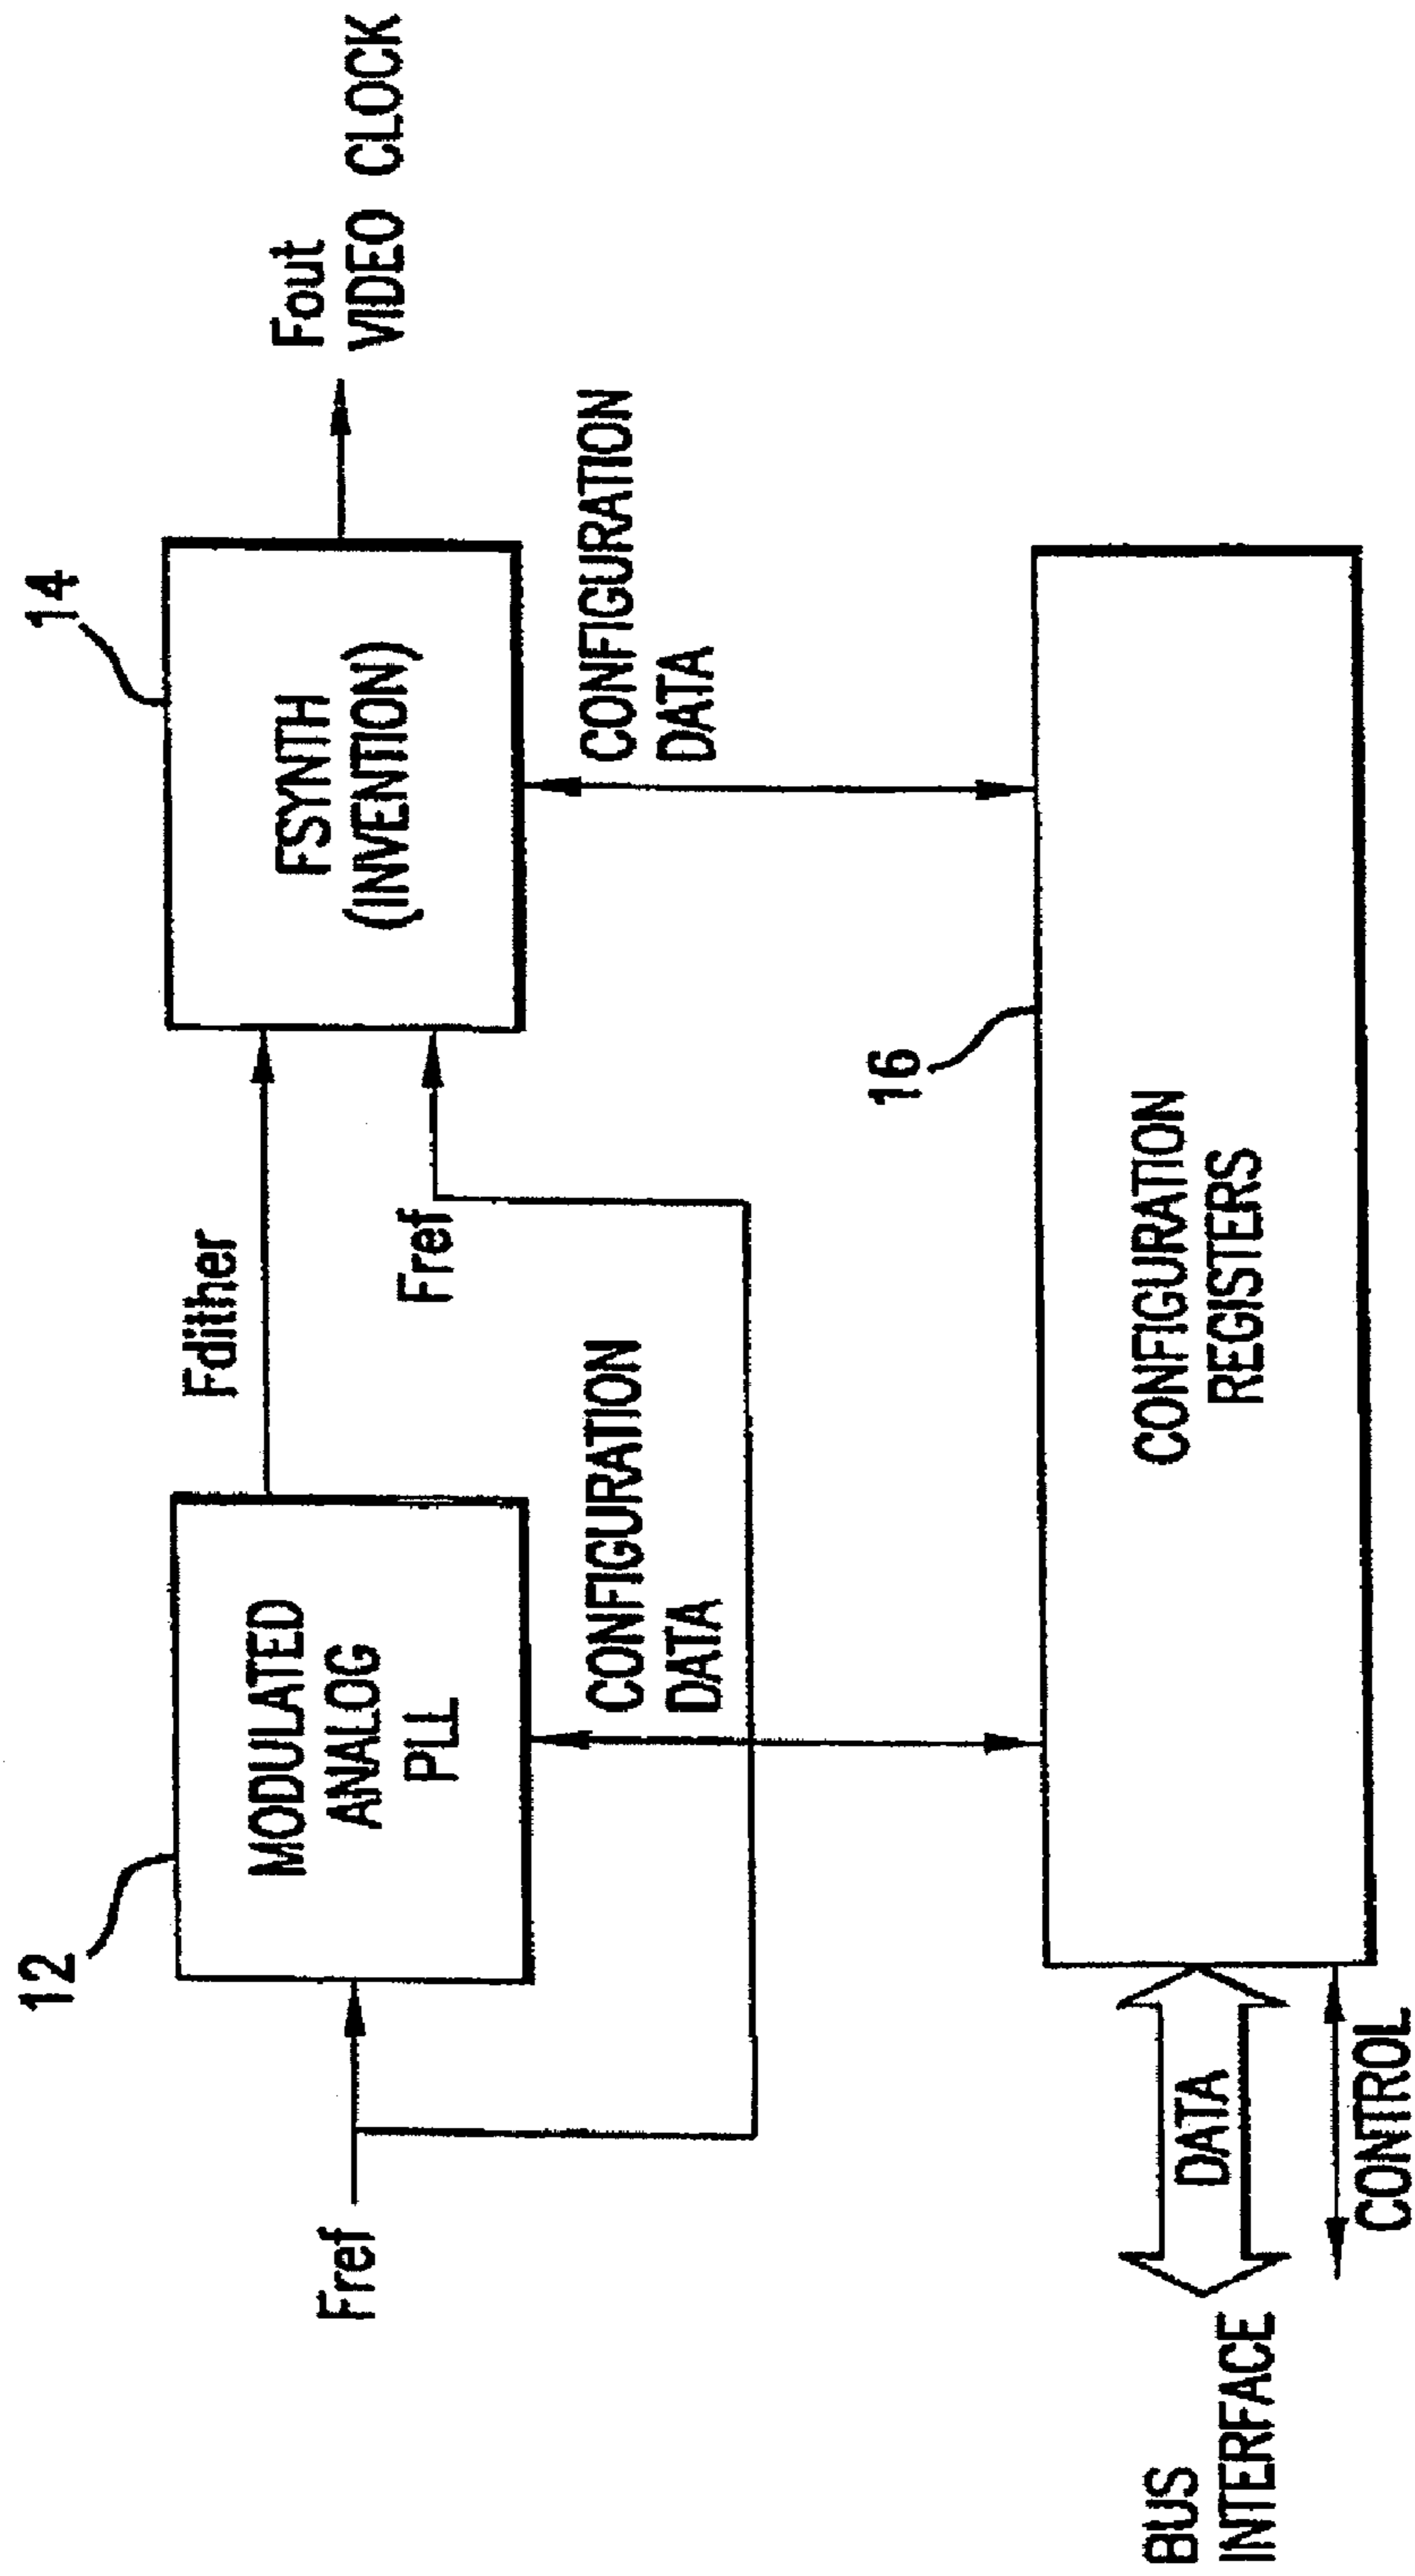 12
14
MODULATED
ANALOG
PLL
Fdither
FSYNTH
(INVENTION)
Fout
VIDEO CLOCK
Fref
Fref
CONFIGURATION
DATA
CONFIGURATION
DATA
16
CONFIGURATION
REGISTERS
BUS
INTERFACE
DATA
CONTROL